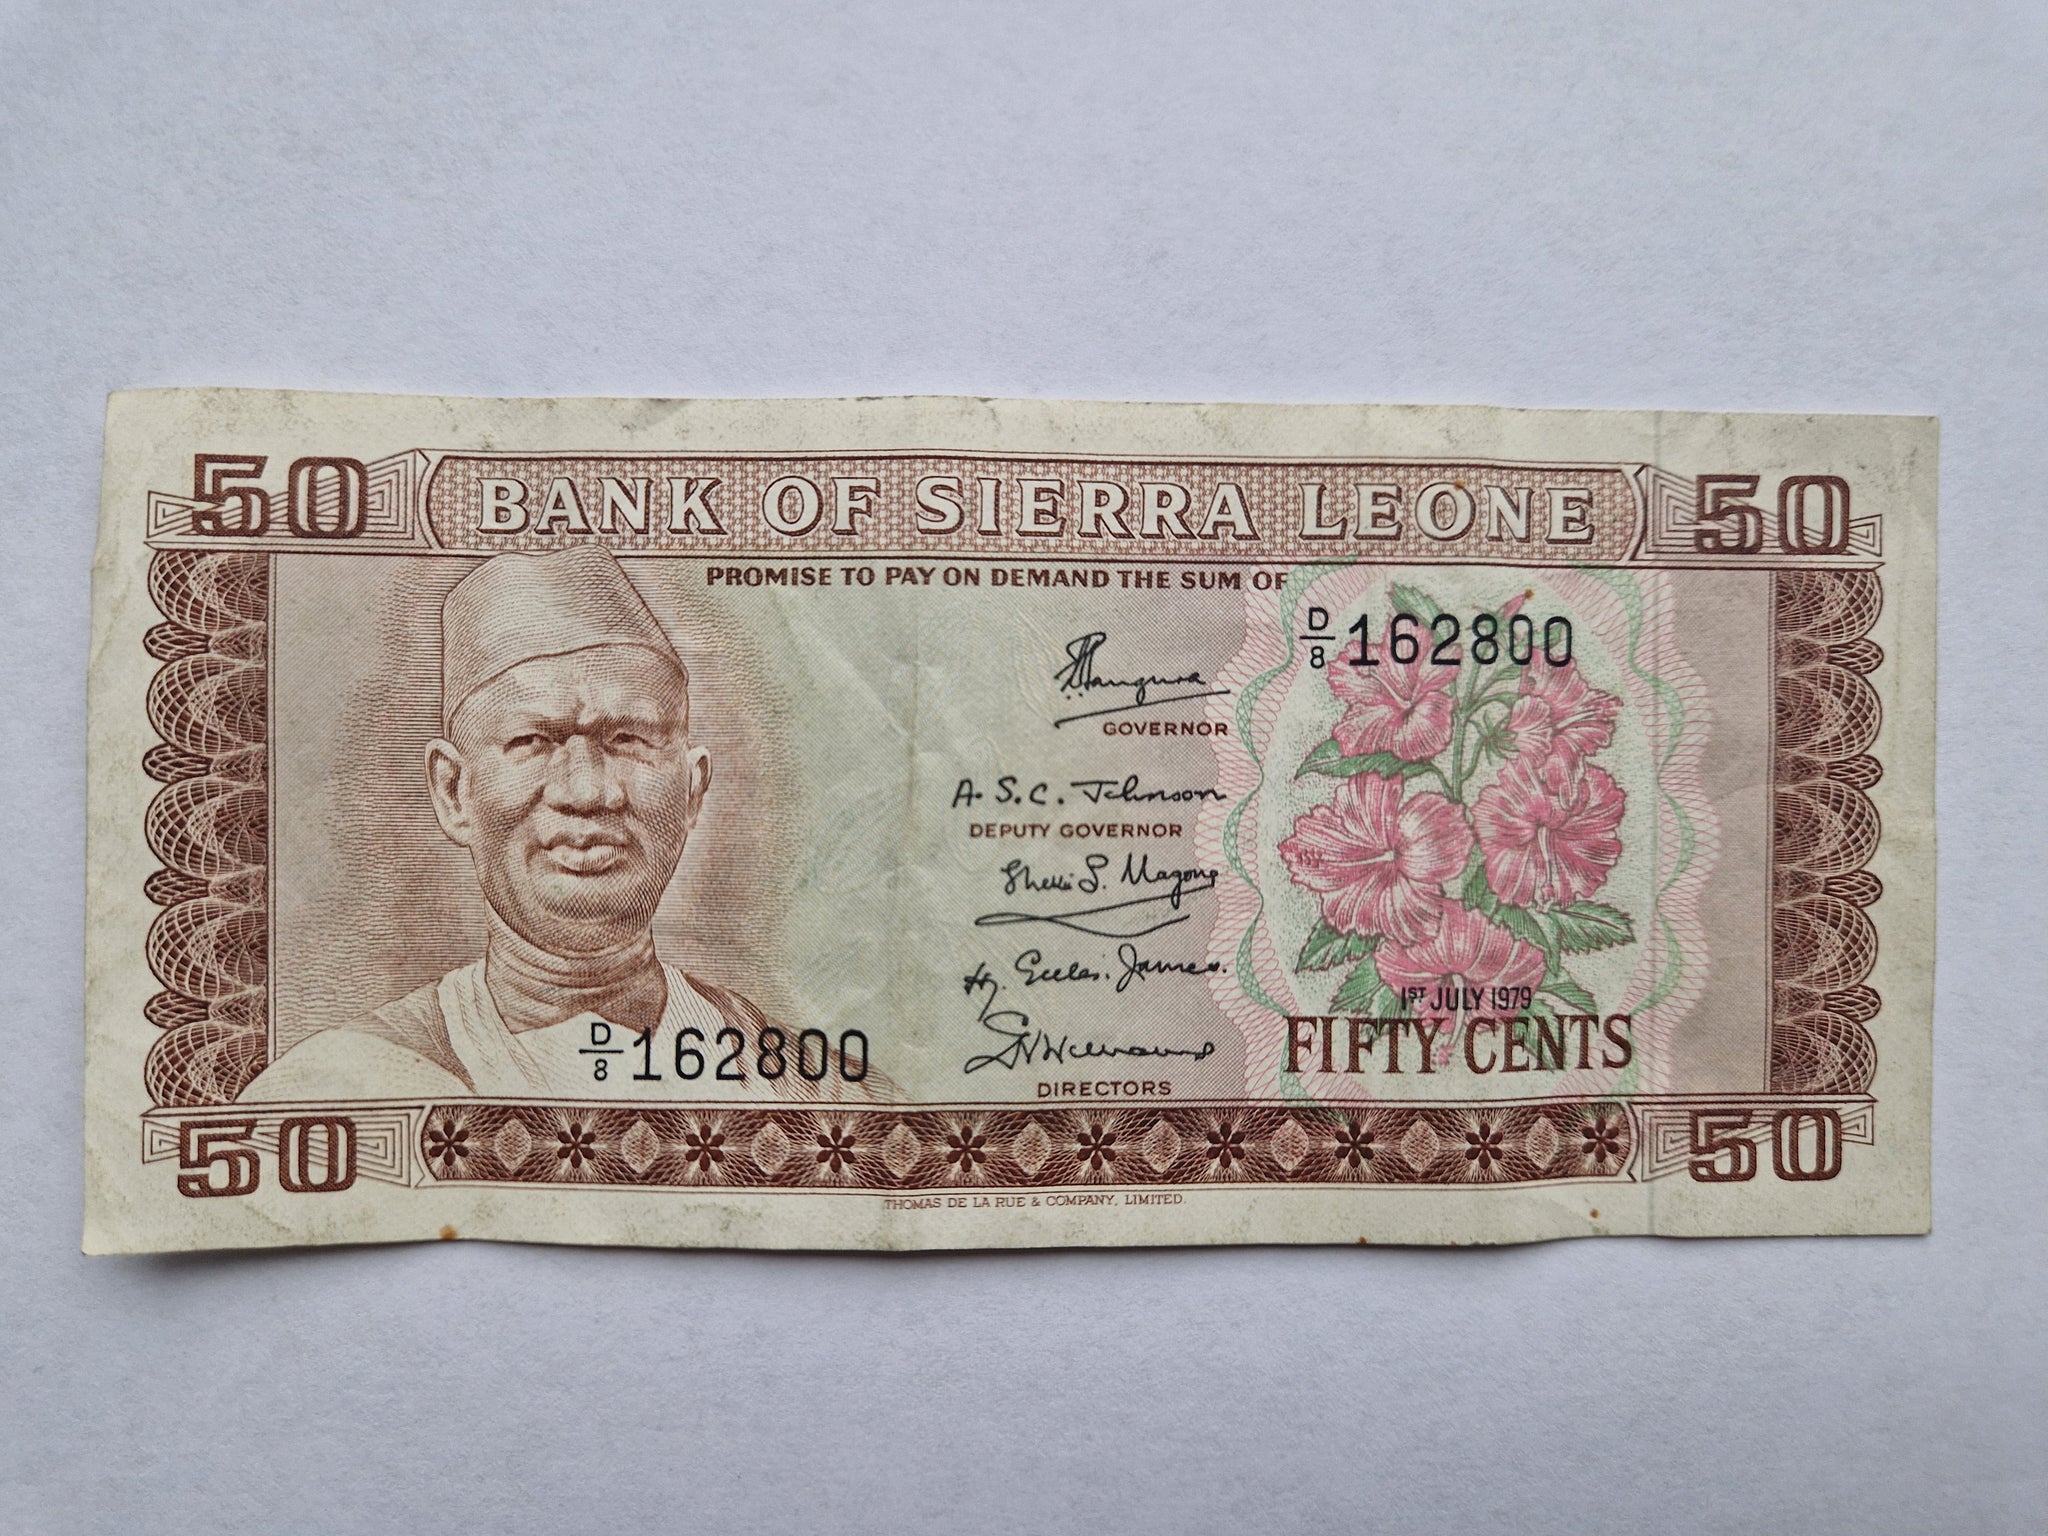 50 BANK OF SIERRA LEONE 50
PROMISE TO PAY ON DEMAND THE SUM OF
D/8 162800
GOVERNOR
A. S. C. Johnson
DEPUTY GOVERNOR
1ST JULY 1979
FIFTY CENTS
D/8 162800
DIRECTORS
50 50
THOMAS DE LA RUE & COMPANY, LIMITED.